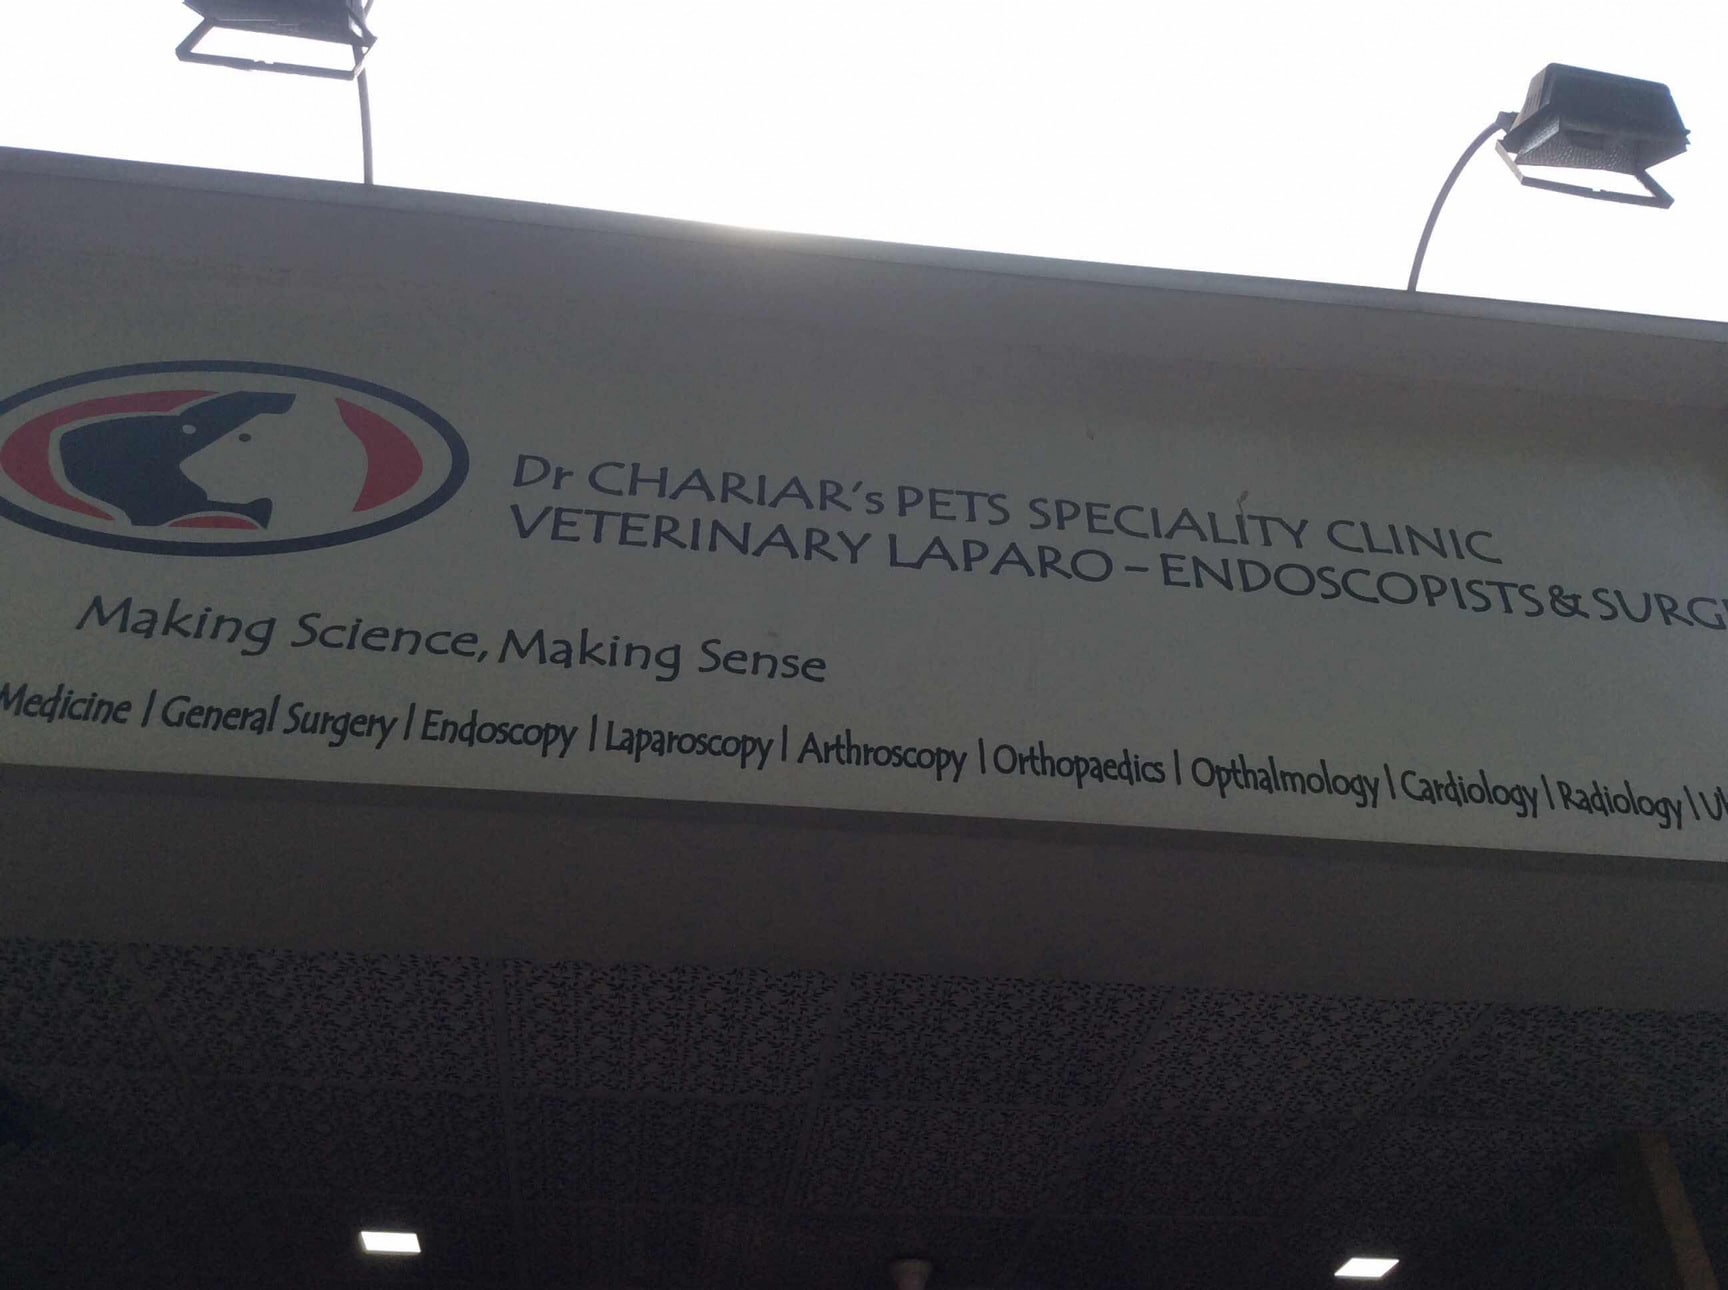 Dr CHARIAR's PETS SPECIALITY CLINIC
VETERINARY LAPARO - ENDOSCOPISTS & SURG
Making Science, Making Sense
Medicine | General Surgery | Endoscopy | Laparoscopy | Arthroscopy | Orthopaedics | Opthalmology | Cardiology | Radiology |